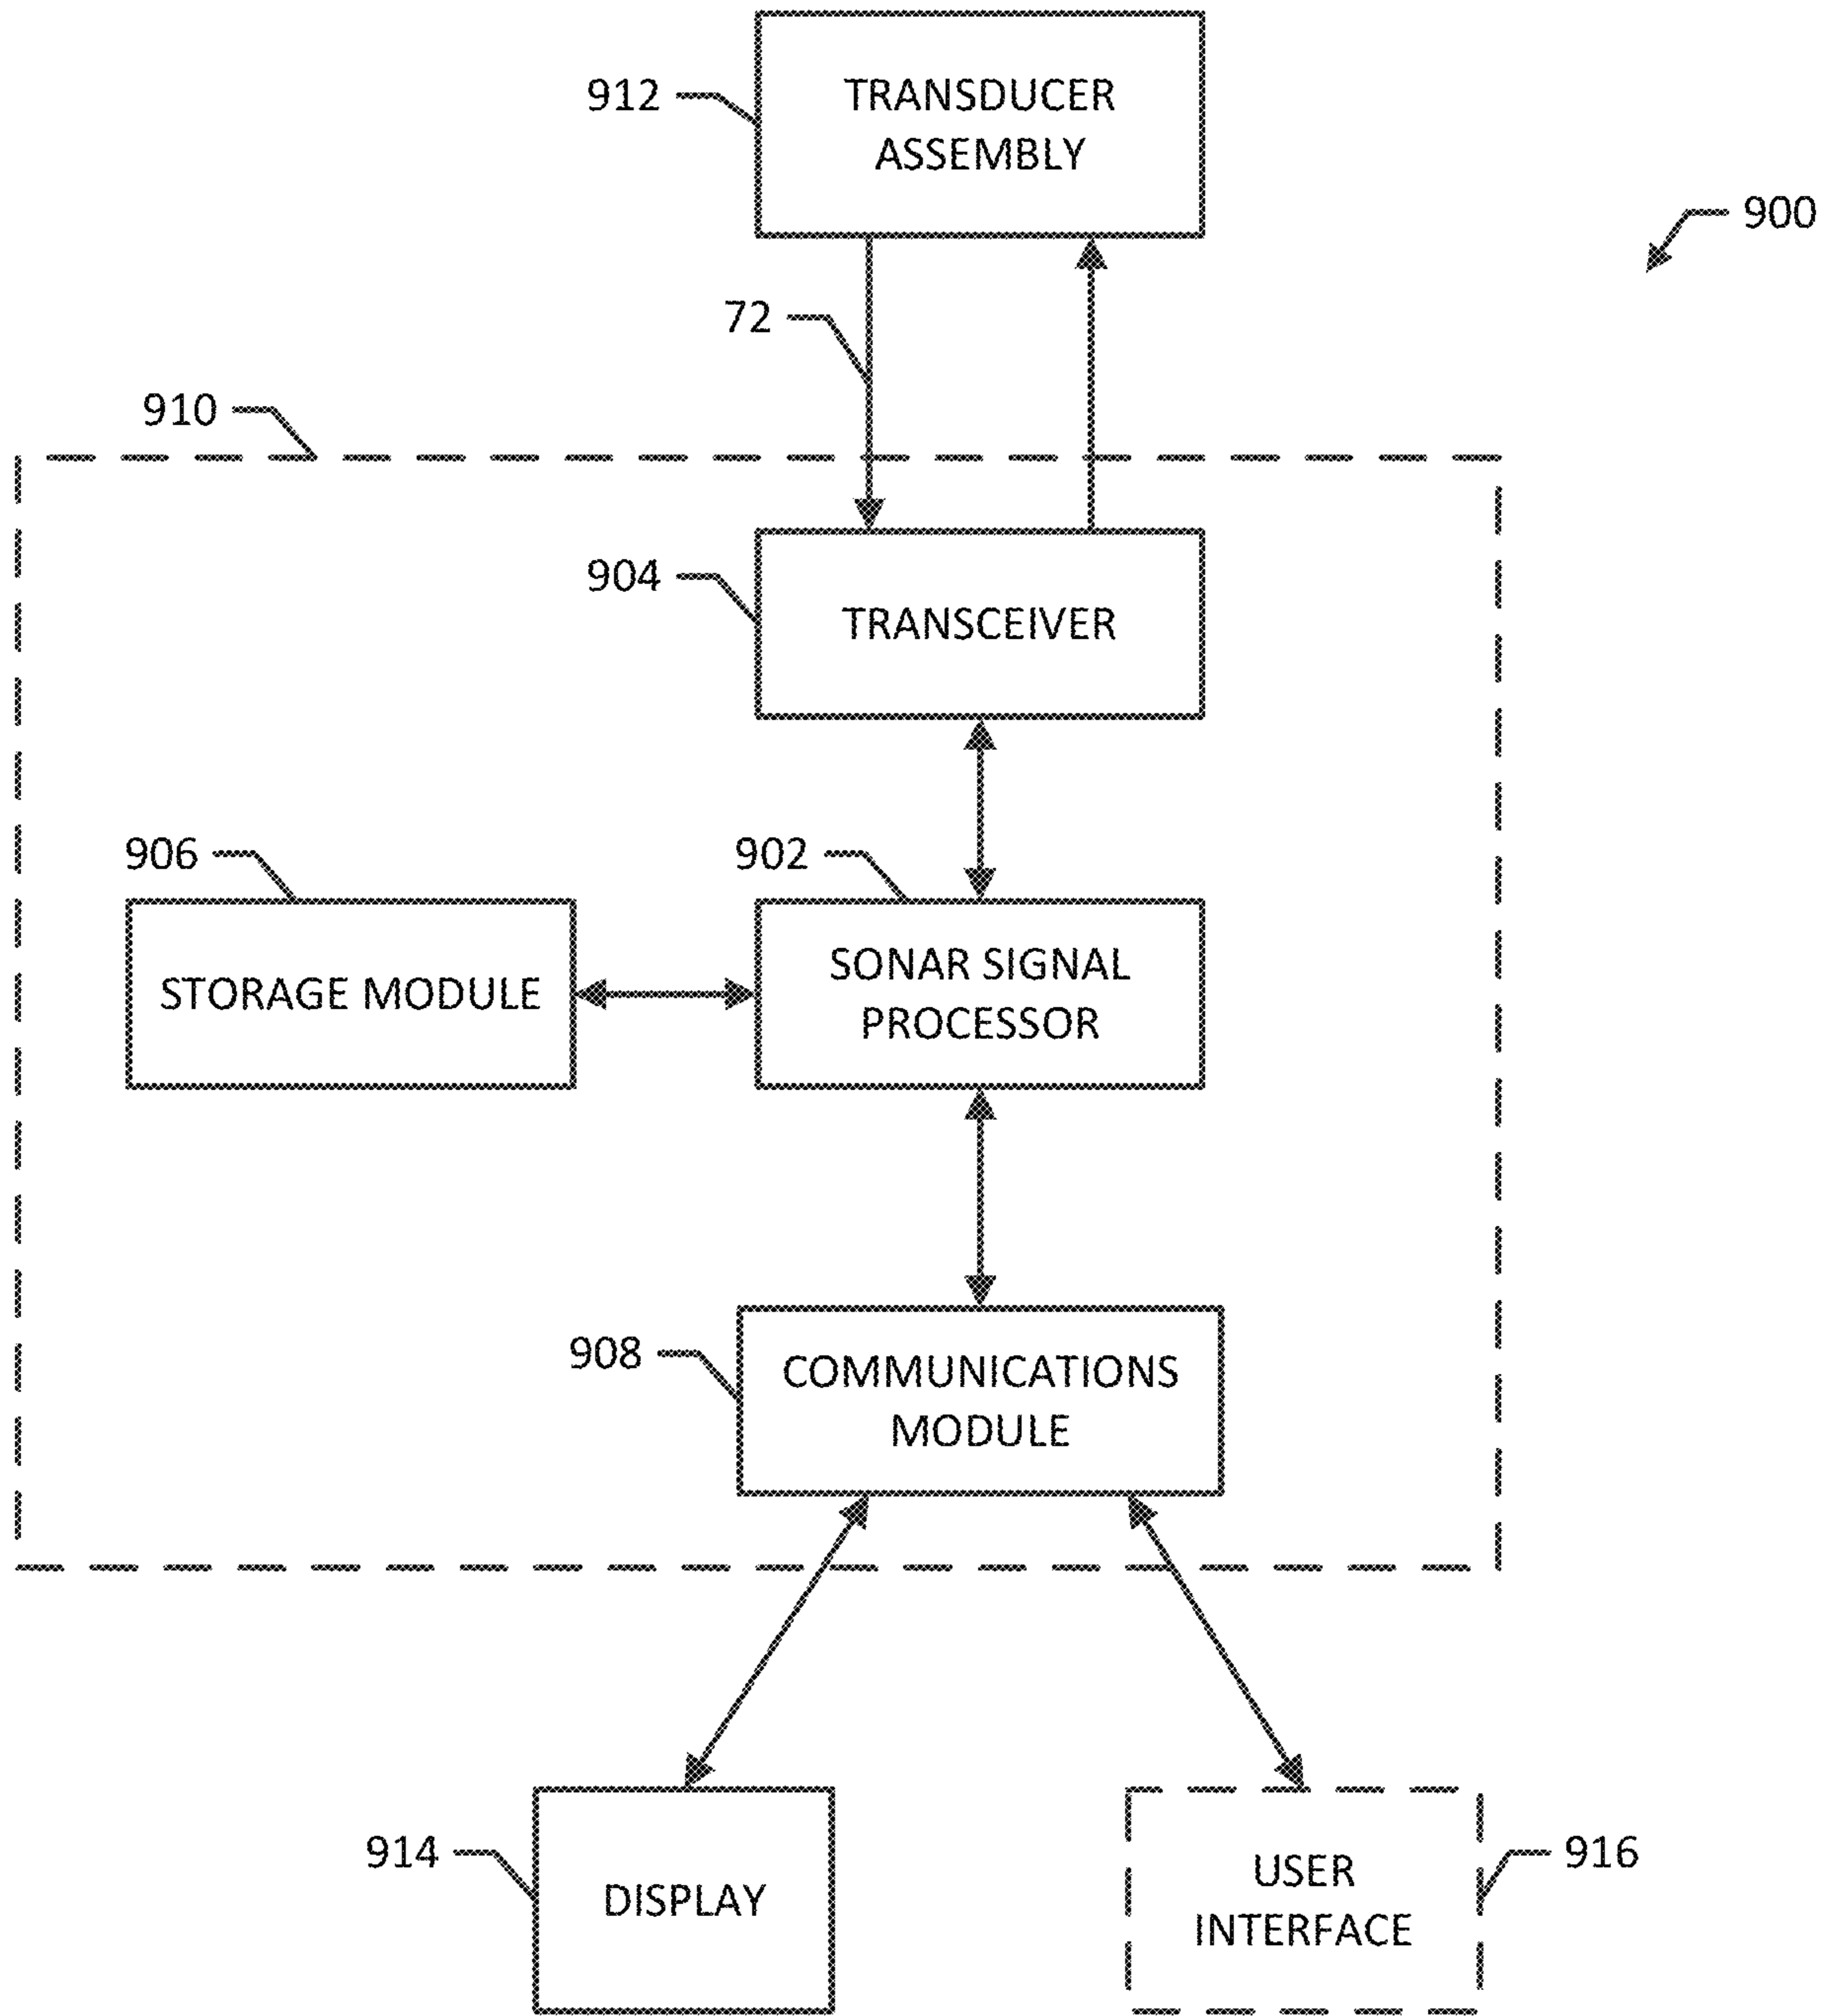 912
TRANSDUCER
ASSEMBLY
900
72
910
904
TRANSCEIVER
906
902
STORAGE MODULE
SONAR SIGNAL
PROCESSOR
908
COMMUNICATIONS
MODULE
914
DISPLAY
USER
INTERFACE
916